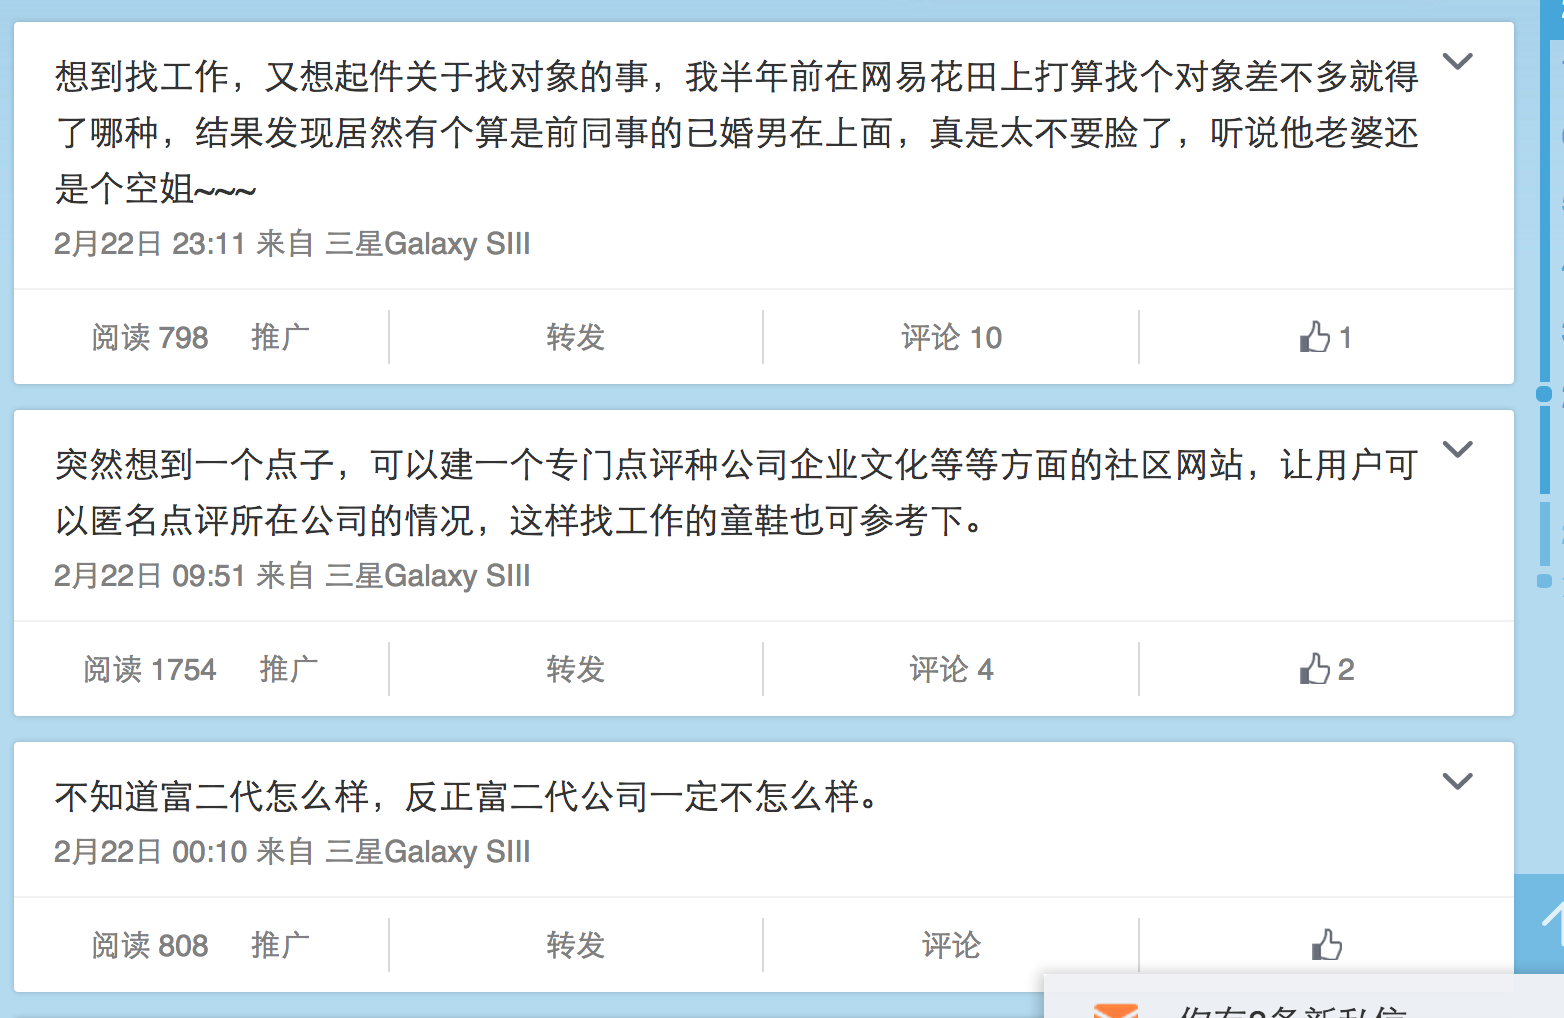 想到找工作，又想起件关于找对象的事，我半年前在网易花田上打算找个对象差不多就得
了哪种，结果发现居然有个算是前同事的已婚男在上面，真是太不要脸了，听说他老婆还
是个空姐~~~
2月22日 23:11 来自 三星Galaxy SIII
阅读 798 推广 转发 评论 10 1
突然想到一个点子，可以建一个专门点评种公司企业文化等等方面的社区网站，让用户可
以匿名点评所在公司的情况，这样找工作的童鞋也可参考下。
2月22日 09:51 来自 三星Galaxy SIII
阅读 1754 推广 转发 评论 4 2
不知道富二代怎么样，反正富二代公司一定不怎么样。
2月22日 00:10 来自 三星Galaxy SIII
阅读 808 推广 转发 评论
你有2条新私信